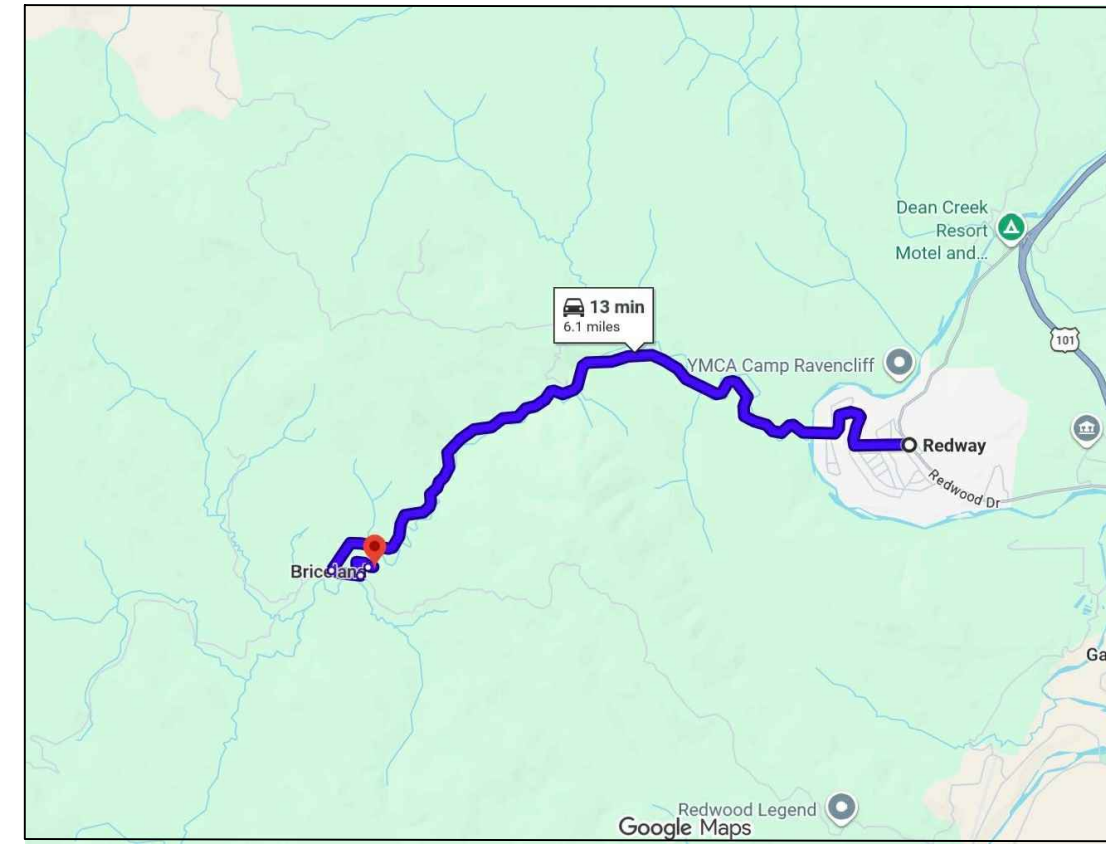 Dean Creek
Resort
Motel and...
13 min
6.1 miles
101
YMCA Camp Ravencliff
Redway
Redwood Dr
Briceland
Ga
Redwood Legend
Google Maps